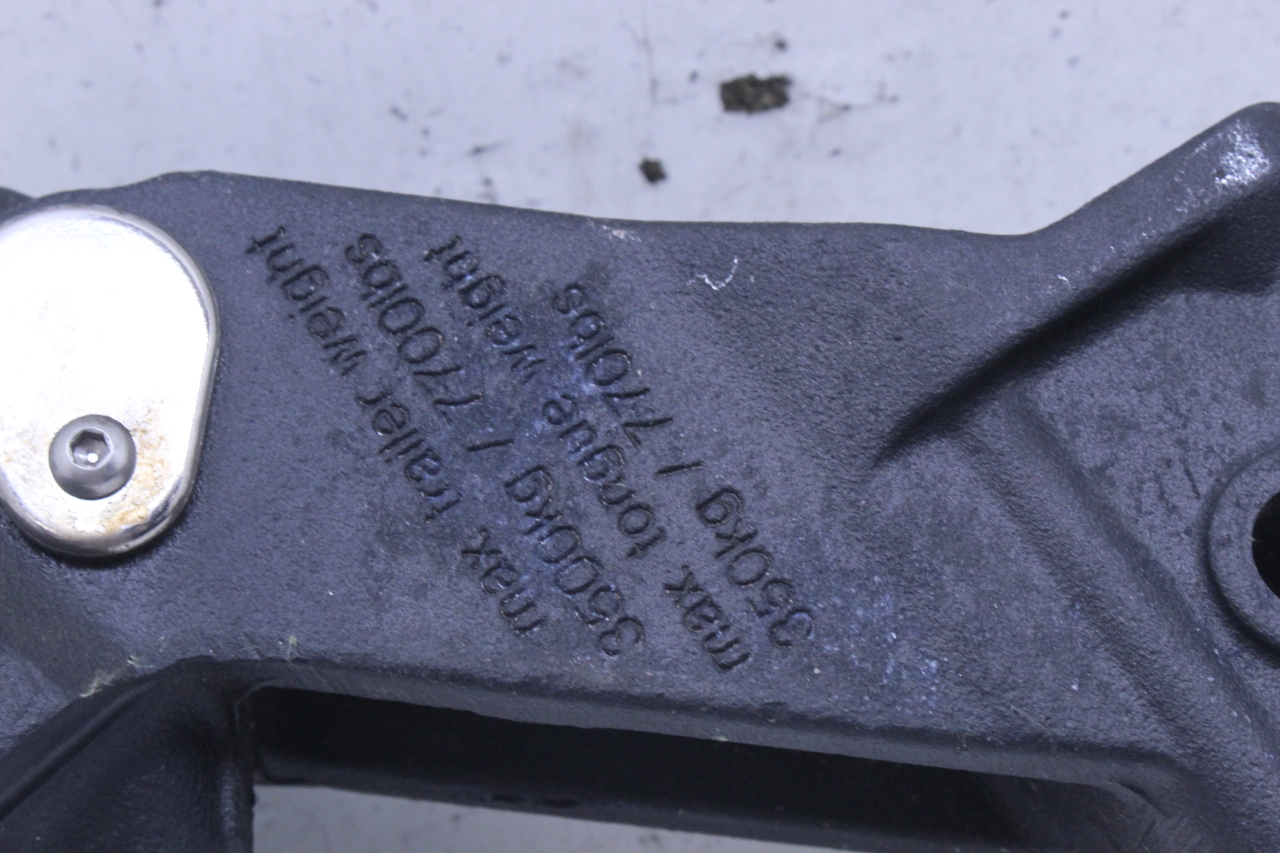 max. trailer weight
3500kg / 7700lbs
max. torque weight
350kg / 770lbs